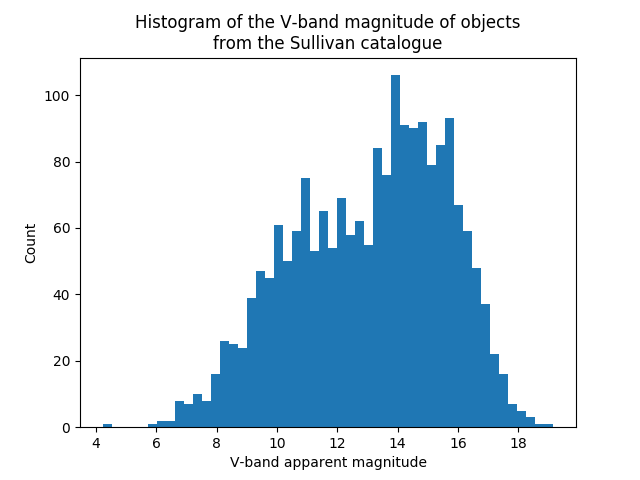 Histogram of the V-band magnitude of objects
from the Sullivan catalogue
100
80
60
40
20
0
Count
4 6 8 10 12 14 16 18
V-band apparent magnitude